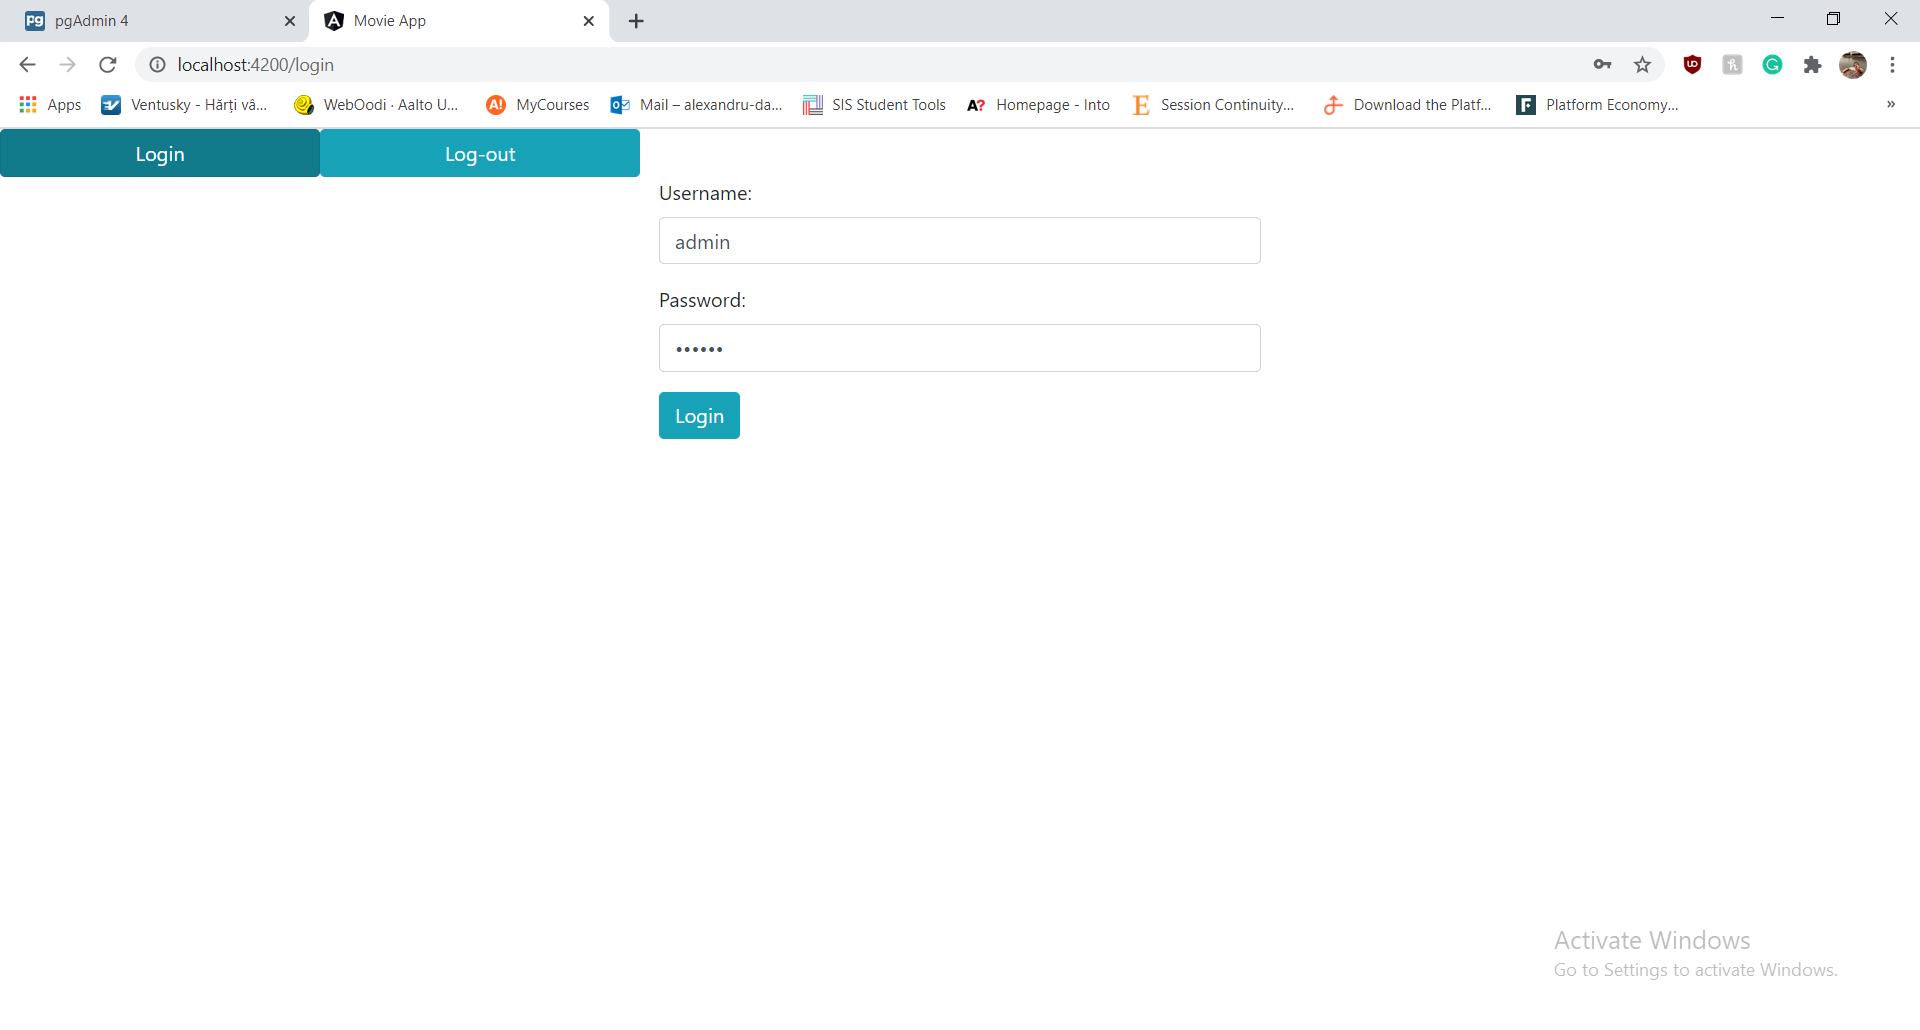 pgAdmin 4
Movie App
localhost:4200/login
Apps
Ventusky - Hărți vâ...
WebOodi · Aalto U...
MyCourses
Mail – alexandru-da...
SIS Student Tools
Homepage - Into
Session Continuity...
Download the Platf...
Platform Economy...
»
Login
Log-out
Username:
admin
Password:
••••••
Login
Activate Windows
Go to Settings to activate Windows.